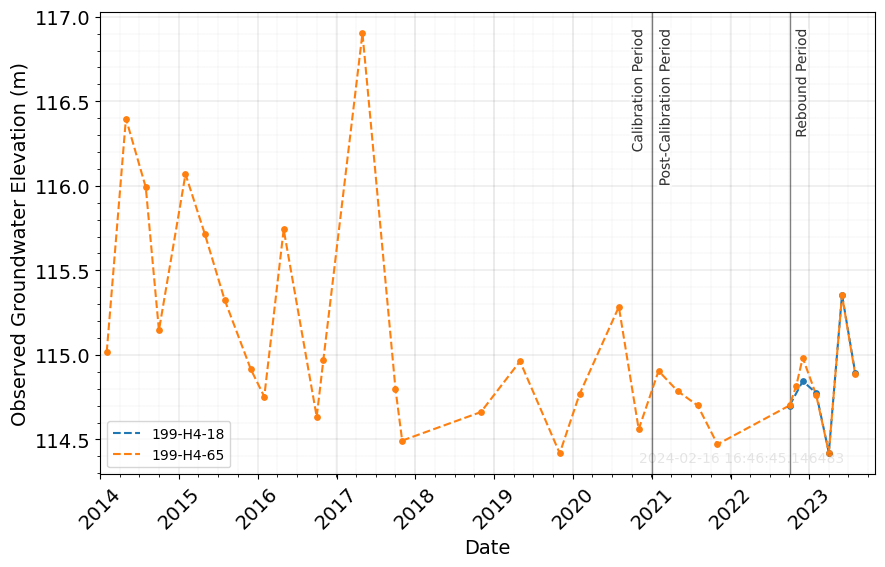 117.0
116.5
116.0
115.5
115.0
114.5
Observed Groundwater Elevation (m)
Calibration Period
Post-Calibration Period
Rebound Period
199-H4-18
199-H4-65
2024-02-16 16:46:45.146483
2014
2015
2016
2017
2018
2019
2020
2021
2022
2023
Date